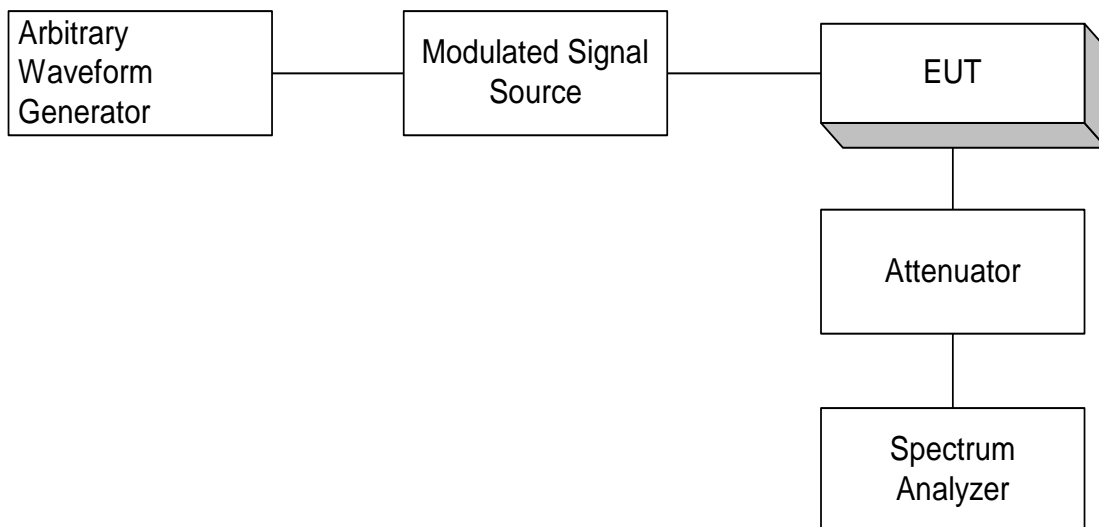 Arbitrary
Waveform
Generator
Modulated Signal
Source
EUT
Attenuator
Spectrum
Analyzer